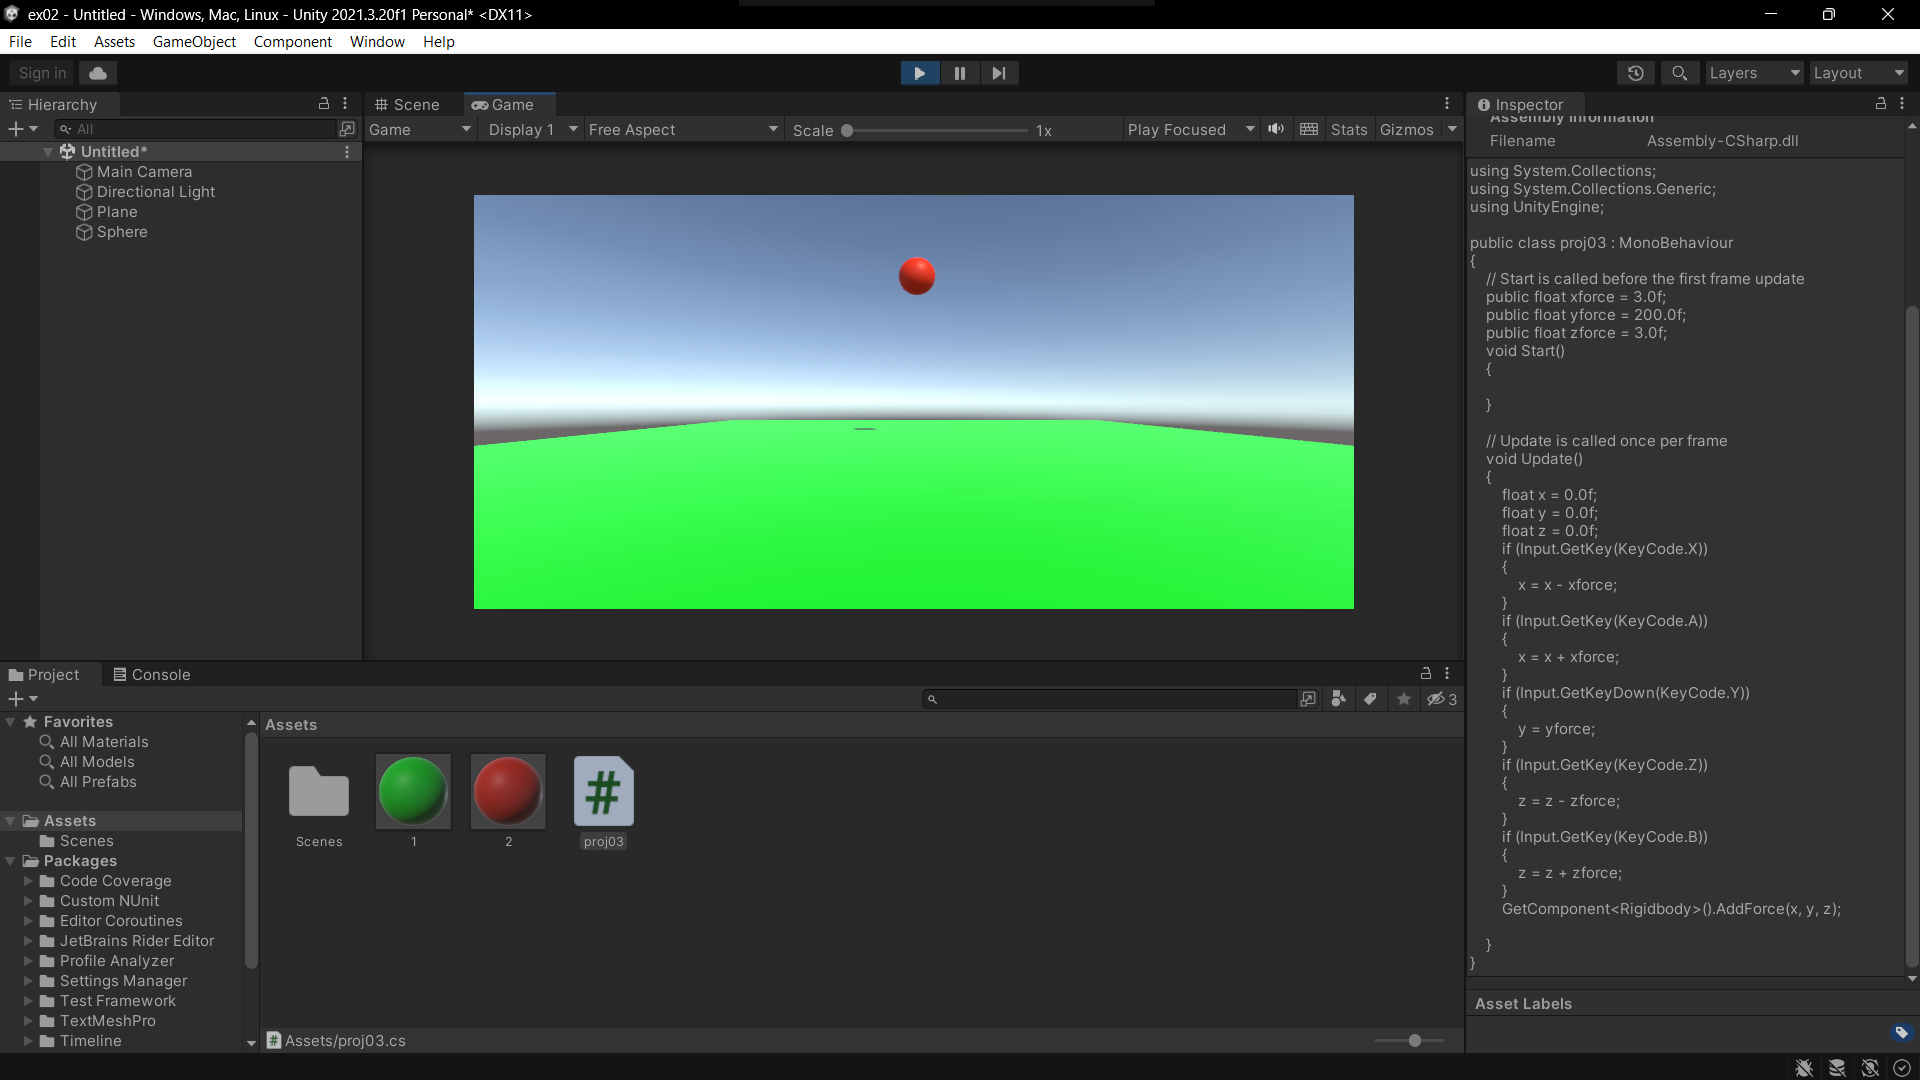 ex02 - Untitled - Windows, Mac, Linux - Unity 2021.3.20f1 Personal* <DX11>
File Edit Assets GameObject Component Window Help
Sign in
Layers
Layout
Hierarchy
All
Untitled*
Main Camera
Directional Light
Plane
Sphere
Scene
Game
Game
Display 1
Free Aspect
Scale
1x
Play Focused
Stats
Gizmos
Inspector
Assembly Information
Filename Assembly-CSharp.dll
using System.Collections;
using System.Collections.Generic;
using UnityEngine;
public class proj03 : MonoBehaviour
{
// Start is called before the first frame update
public float xforce = 3.0f;
public float yforce = 200.0f;
public float zforce = 3.0f;
void Start()
{
}
// Update is called once per frame
void Update()
{
float x = 0.0f;
float y = 0.0f;
float z = 0.0f;
if (Input.GetKey(KeyCode.X))
{
x = x - xforce;
}
if (Input.GetKey(KeyCode.A))
{
x = x + xforce;
}
if (Input.GetKeyDown(KeyCode.Y))
{
y = yforce;
}
if (Input.GetKey(KeyCode.Z))
{
z = z - zforce;
}
if (Input.GetKey(KeyCode.B))
{
z = z + zforce;
}
GetComponent<Rigidbody>().AddForce(x, y, z);
}
}
Asset Labels
Project
Console
3
Favorites
All Materials
All Models
All Prefabs
Assets
Scenes
Packages
Code Coverage
Custom NUnit
Editor Coroutines
JetBrains Rider Editor
Profile Analyzer
Settings Manager
Test Framework
TextMeshPro
Timeline
Assets
Scenes
1
2
#
proj03
Assets/proj03.cs